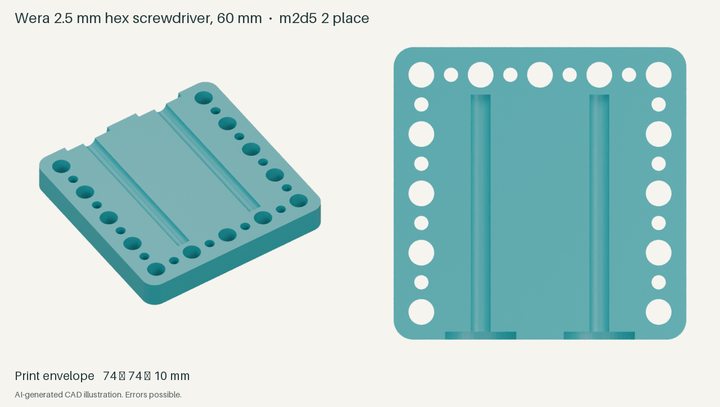 Wera 2.5 mm hex screwdriver, 60 mm · m2d5 2 place
Print envelope 74 74 10 mm
AI-generated CAD illustration. Errors possible.